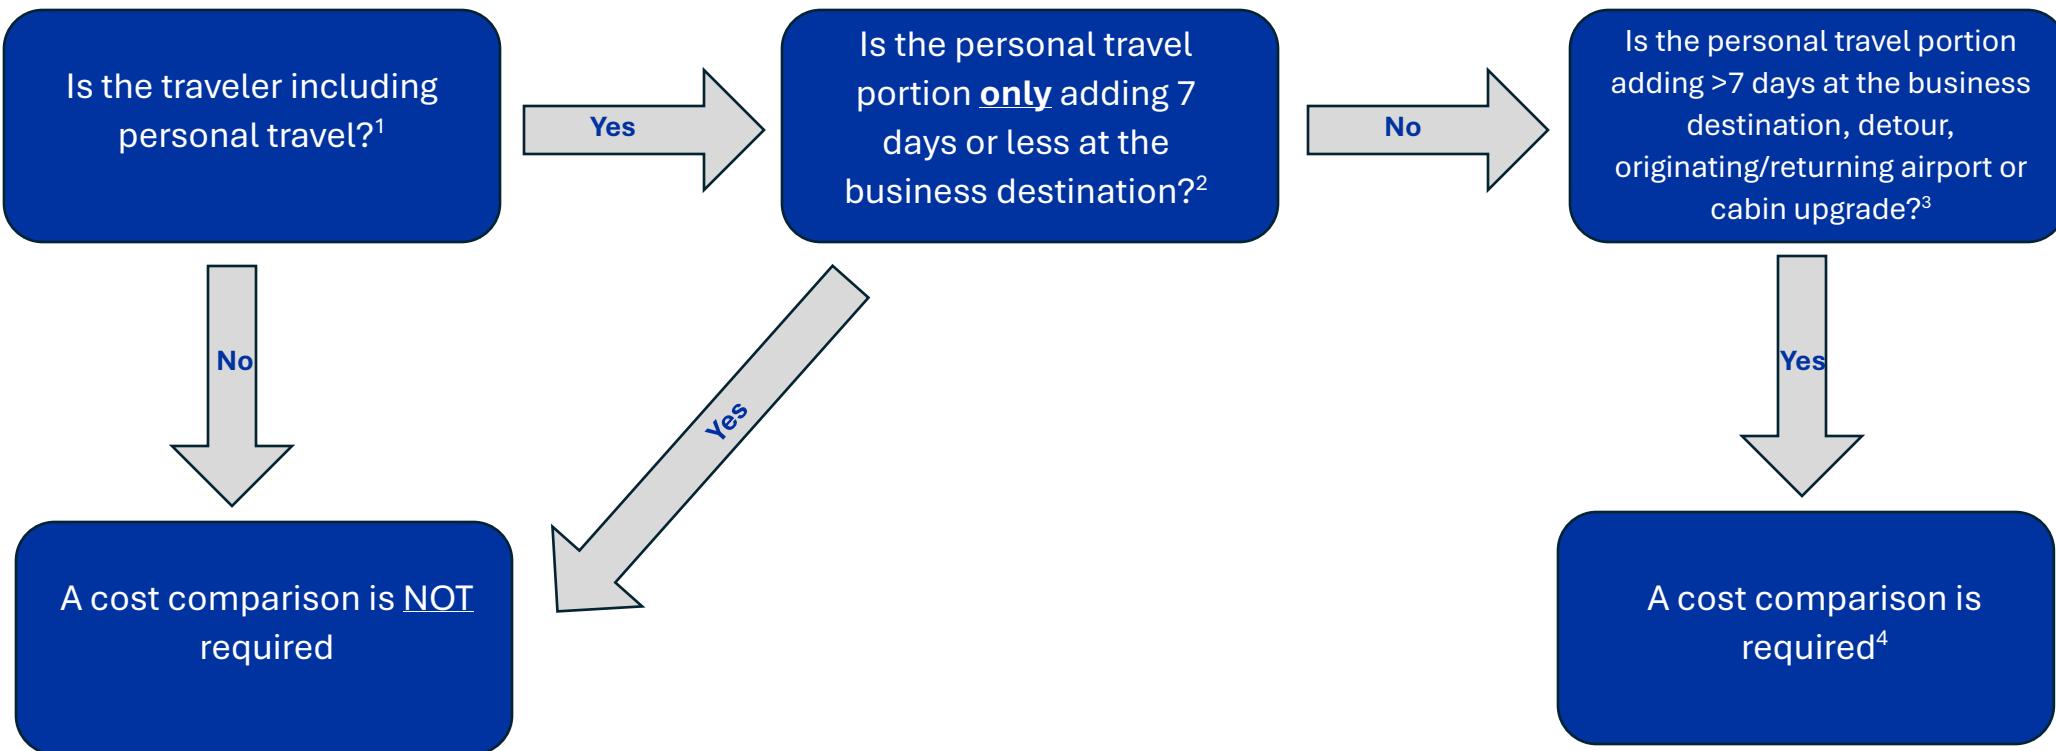 Is the traveler including
personal travel?¹
Yes
Is the personal travel
portion only adding 7
days or less at the
business destination?²
No
Is the personal travel portion
adding >7 days at the business
destination, detour,
originating/returning airport or
cabin upgrade?³
No
Yes
Yes
A cost comparison is NOT
required
A cost comparison is
required⁴